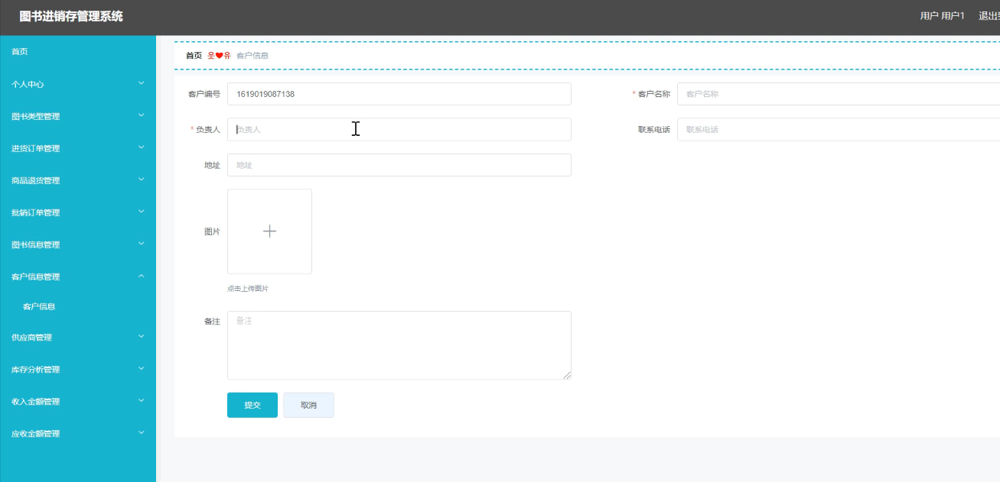 图书进销存管理系统
用户 用户1
退出
首页
个人中心
图书类型管理
进货订单管理
商品退货管理
批销订单管理
图书信息管理
客户信息管理
客户信息
供应商管理
库存分析管理
收入金额管理
应收金额管理
首页 웃❤유 客户信息
客户编号 1619019087138
* 客户名称 客户名称
* 负责人 负责人
联系电话 联系电话
地址 地址
图片
点击上传图片
备注 备注
提交 取消